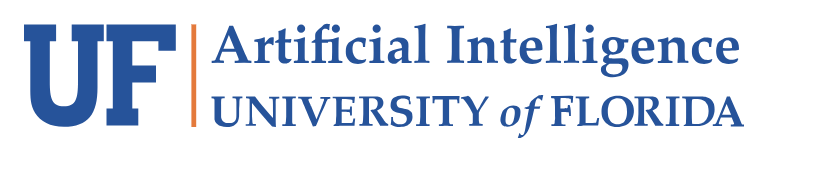 UF
Artificial Intelligence
UNIVERSITY of FLORIDA